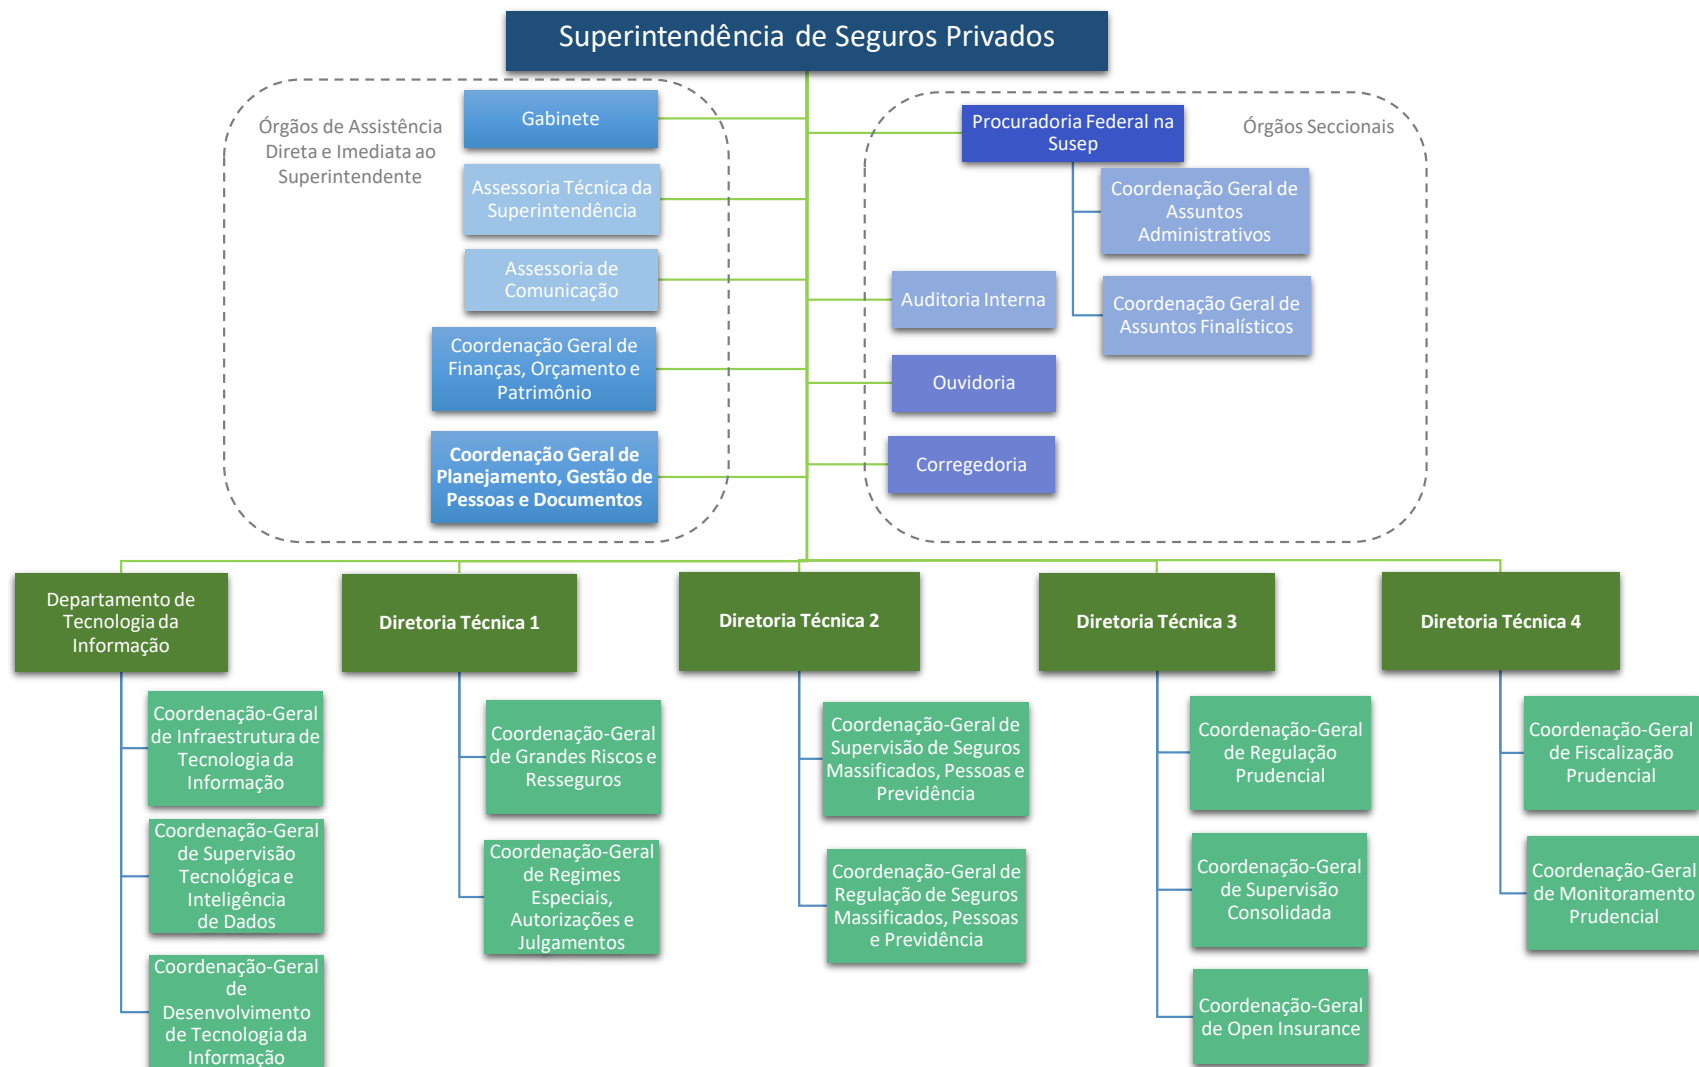 Superintendência de Seguros Privados
Órgãos de Assistência
Direta e Imediata ao
Superintendente
Gabinete
Assessoria Técnica da
Superintendência
Assessoria de
Comunicação
Coordenação Geral de
Finanças, Orçamento e
Patrimônio
Coordenação Geral de
Planejamento, Gestão de
Pessoas e Documentos
Órgãos Seccionais
Procuradoria Federal na
Susep
Coordenação Geral de
Assuntos
Administrativos
Coordenação Geral de
Assuntos Finalísticos
Auditoria Interna
Ouvidoria
Corregedoria
Departamento de
Tecnologia da
Informação
Coordenação-Geral
de Infraestrutura de
Tecnologia da
Informação
Coordenação-Geral
de Supervisão
Tecnológica e
Inteligência
de Dados
Coordenação-Geral
de
Desenvolvimento
de Tecnologia da
Informação
Diretoria Técnica 1
Coordenação-Geral
de Grandes Riscos e
Resseguros
Coordenação-Geral
de Regimes
Especiais,
Autorizações e
Julgamentos
Diretoria Técnica 2
Coordenação-Geral de
Supervisão de Seguros
Massificados, Pessoas e
Previdência
Coordenação-Geral de
Regulação de Seguros
Massificados, Pessoas
e Previdência
Diretoria Técnica 3
Coordenação-Geral
de Regulação
Prudencial
Coordenação-Geral
de Supervisão
Consolidada
Coordenação-Geral
de Open Insurance
Diretoria Técnica 4
Coordenação-Geral
de Fiscalização
Prudencial
Coordenação-Geral
de Monitoramento
Prudencial